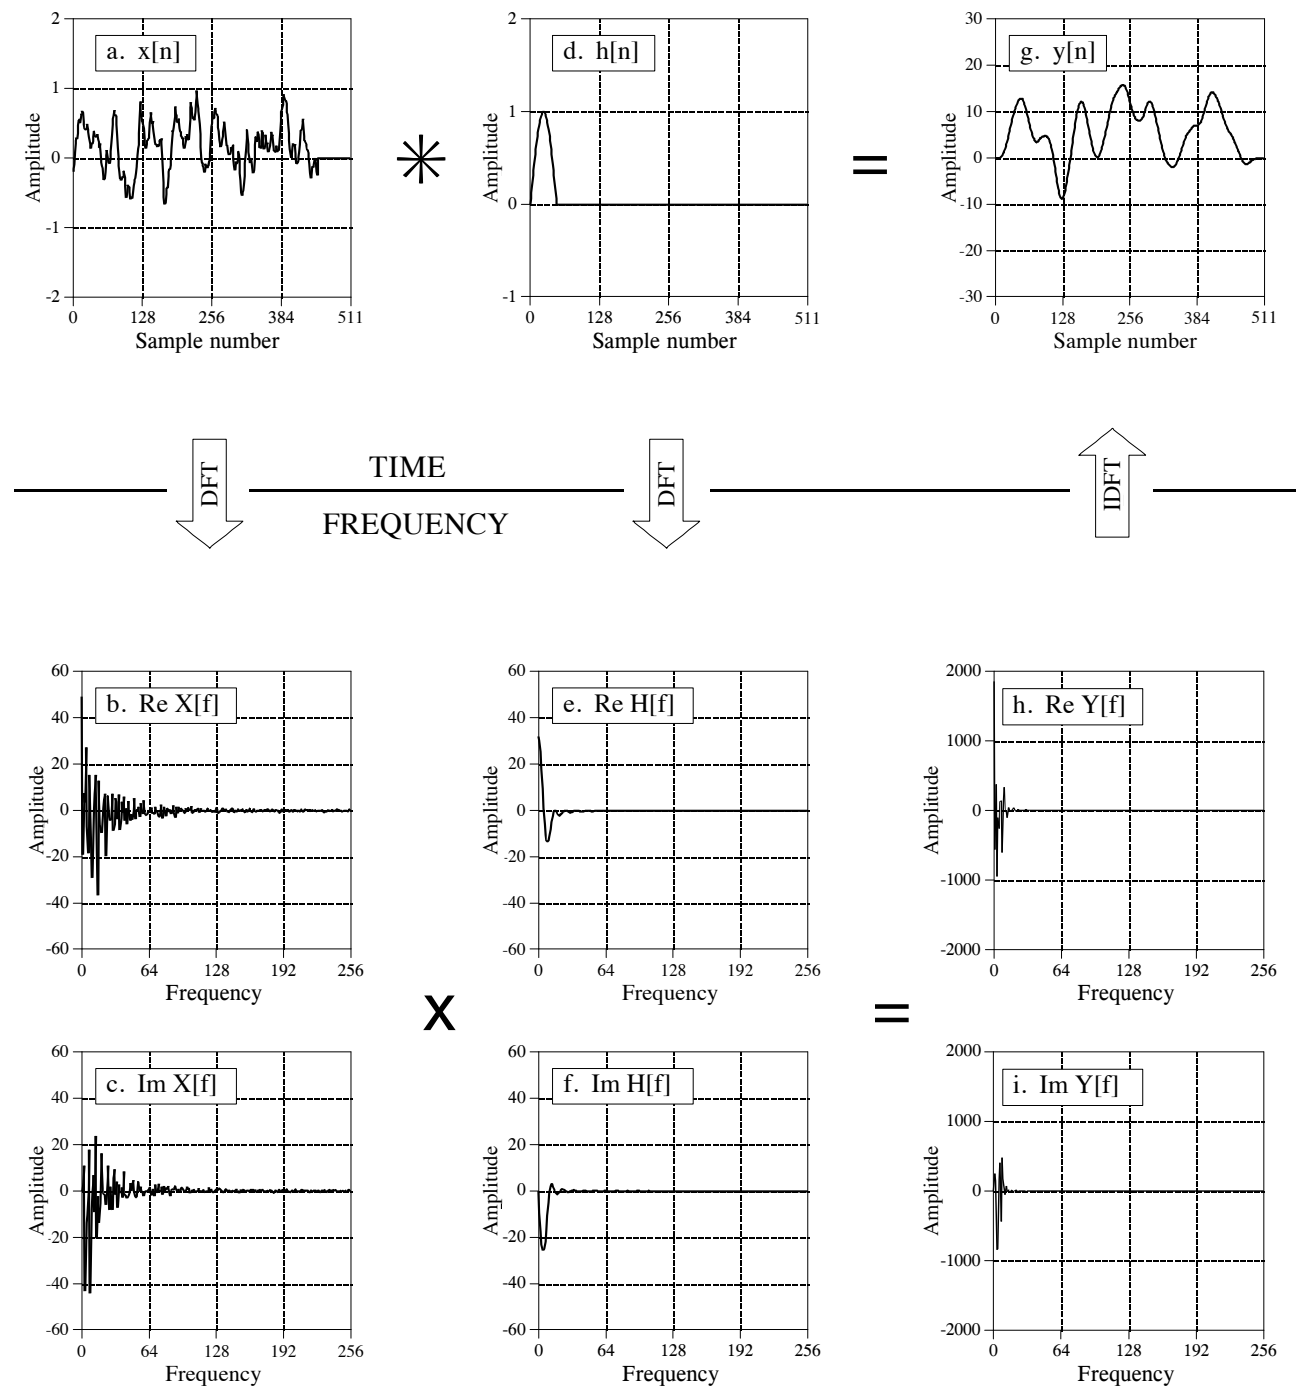 a. x[n]
Amplitude
2
1
0
-1
-2
0 128 256 384 511
Sample number
d. h[n]
Amplitude
2
1
0
-1
0 128 256 384 511
Sample number
=
g. y[n]
Amplitude
30
20
10
0
-10
-20
-30
0 128 256 384 511
Sample number
DFT
TIME
FREQUENCY
DFT
IDFT
b. Re X[f]
Amplitude
60
40
20
0
-20
-40
-60
0 64 128 192 256
Frequency
e. Re H[f]
Amplitude
60
40
20
0
-20
-40
-60
0 64 128 192 256
Frequency
h. Re Y[f]
Amplitude
2000
1000
0
-1000
-2000
0 64 128 192 256
Frequency
x
=
c. Im X[f]
Amplitude
60
40
20
0
-20
-40
-60
0 64 128 192 256
Frequency
f. Im H[f]
Amplitude
60
40
20
0
-20
-40
-60
0 64 128 192 256
Frequency
i. Im Y[f]
Amplitude
2000
1000
0
-1000
-2000
0 64 128 192 256
Frequency